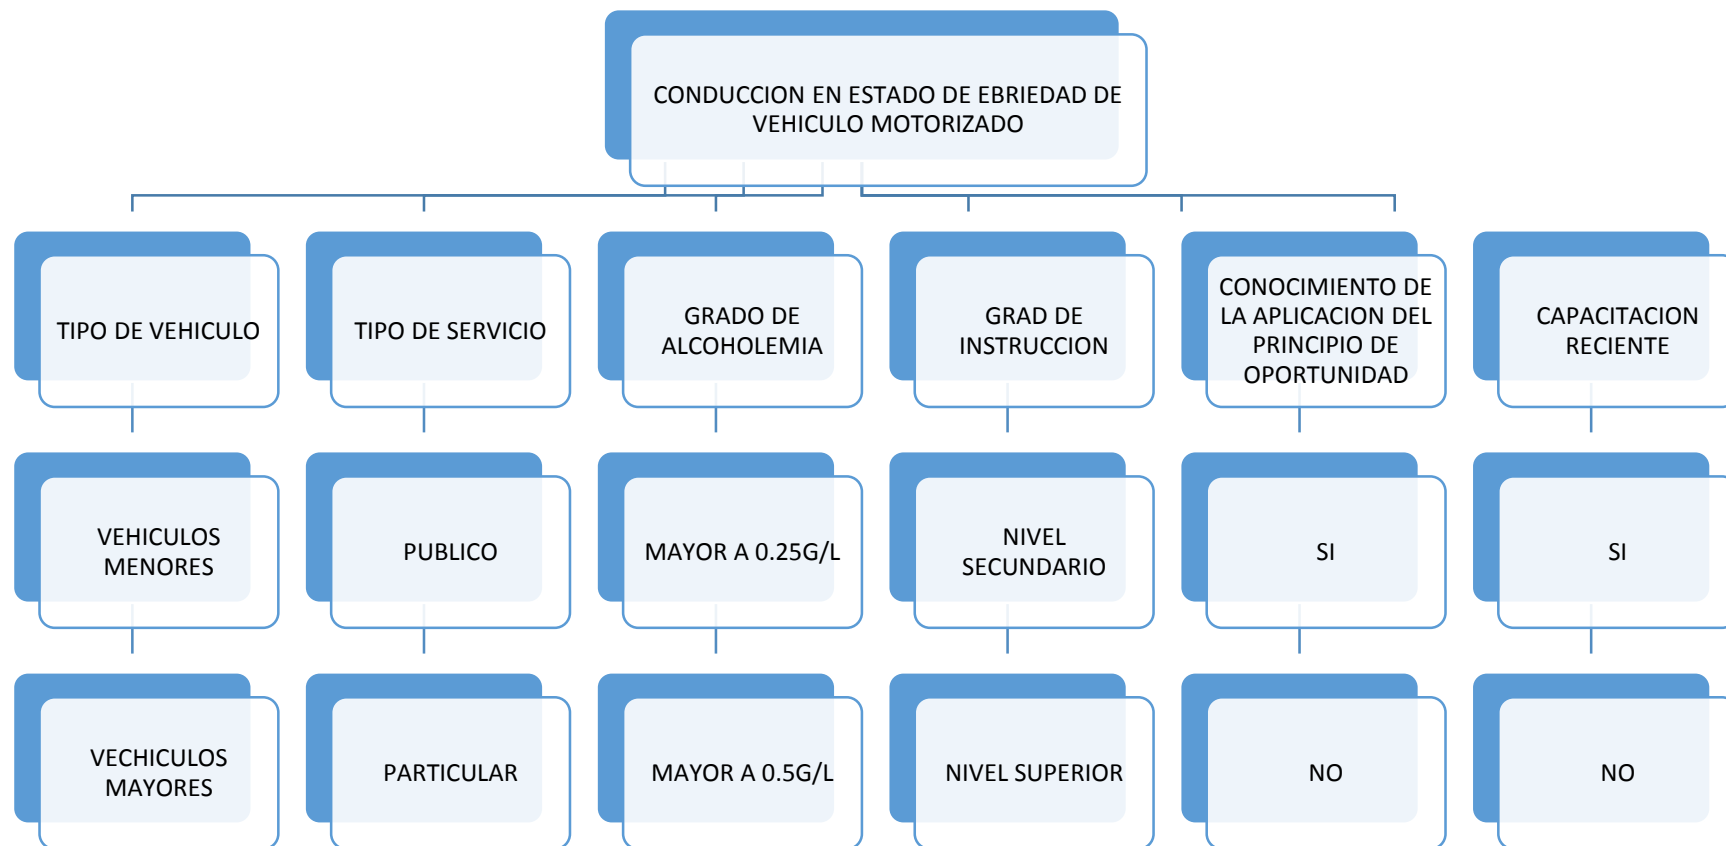 CONDUCCION EN ESTADO DE EBRIEDAD DE
VEHICULO MOTORIZADO
TIPO DE VEHICULO
TIPO DE SERVICIO
GRADO DE
ALCOHOLEMIA
GRAD DE
INSTRUCCION
CONOCIMIENTO DE
LA APLICACION DEL
PRINCIPIO DE
OPORTUNIDAD
CAPACITACION
RECIENTE
VEHICULOS
MENORES
PUBLICO
MAYOR A 0.25G/L
NIVEL
SECUNDARIO
SI
SI
VECHICULOS
MAYORES
PARTICULAR
MAYOR A 0.5G/L
NIVEL SUPERIOR
NO
NO